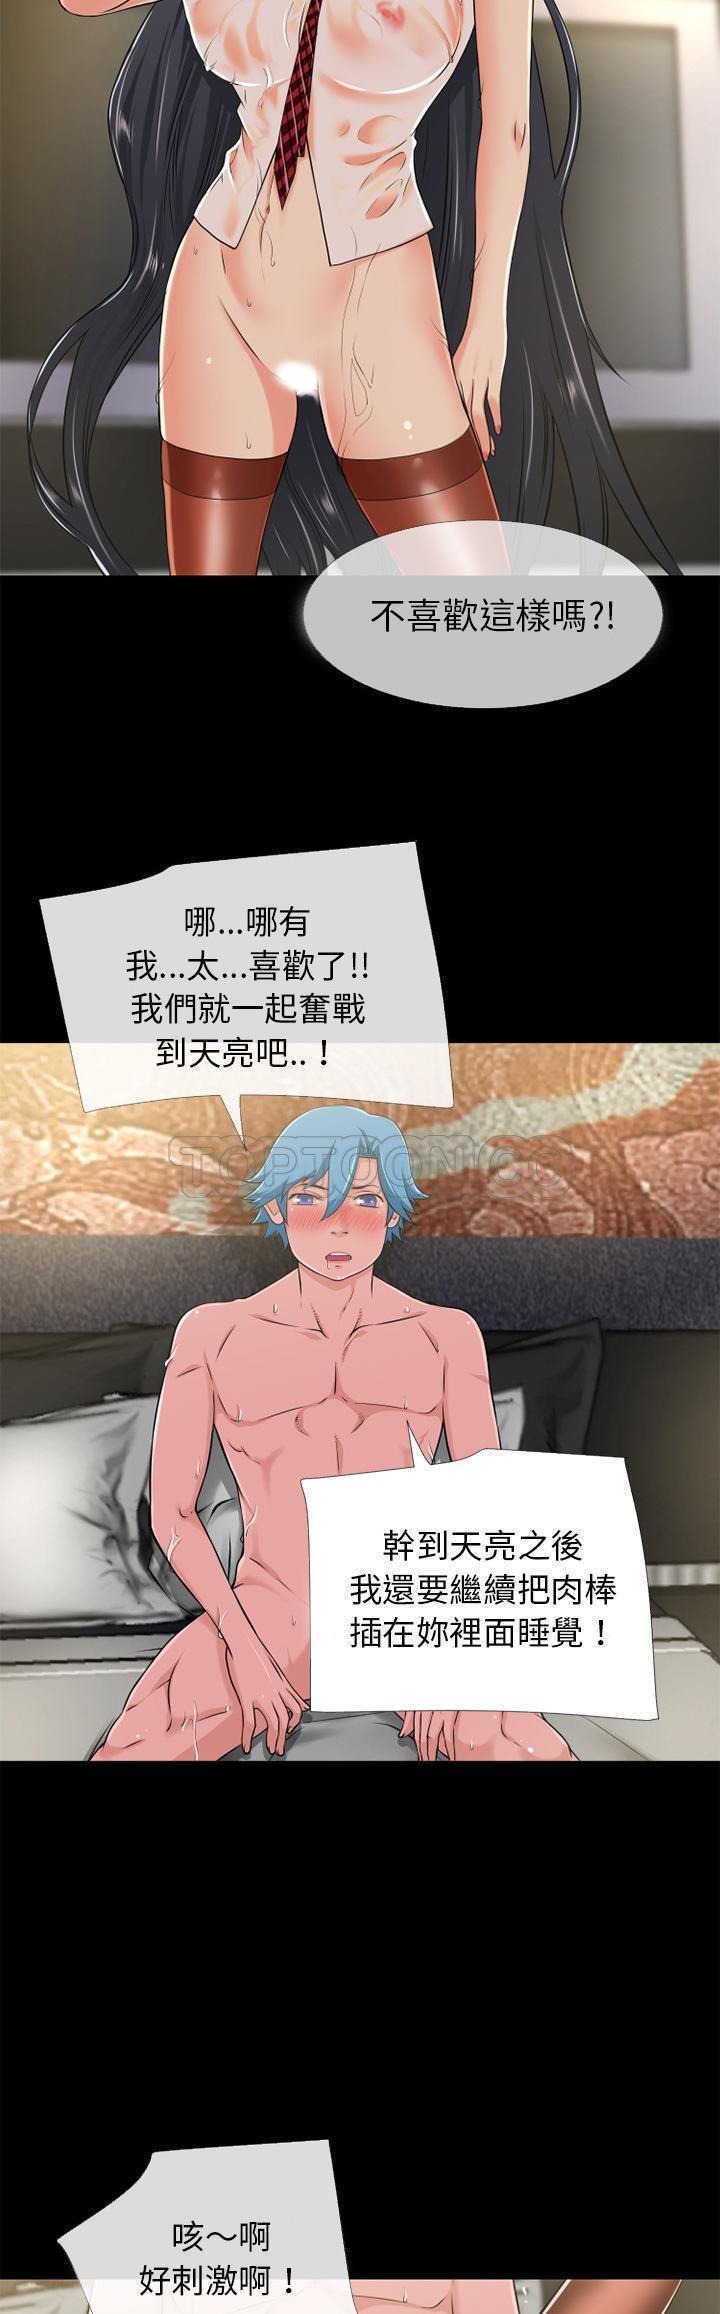 不喜歡這樣嗎?!
哪...哪有
我...太...喜歡了!!
我們就一起奮戰
到天亮吧..！
TOPTOON.CC
幹到天亮之後
我還要繼續把肉棒
插在妳裡面睡覺！
咳～啊
好刺激啊！